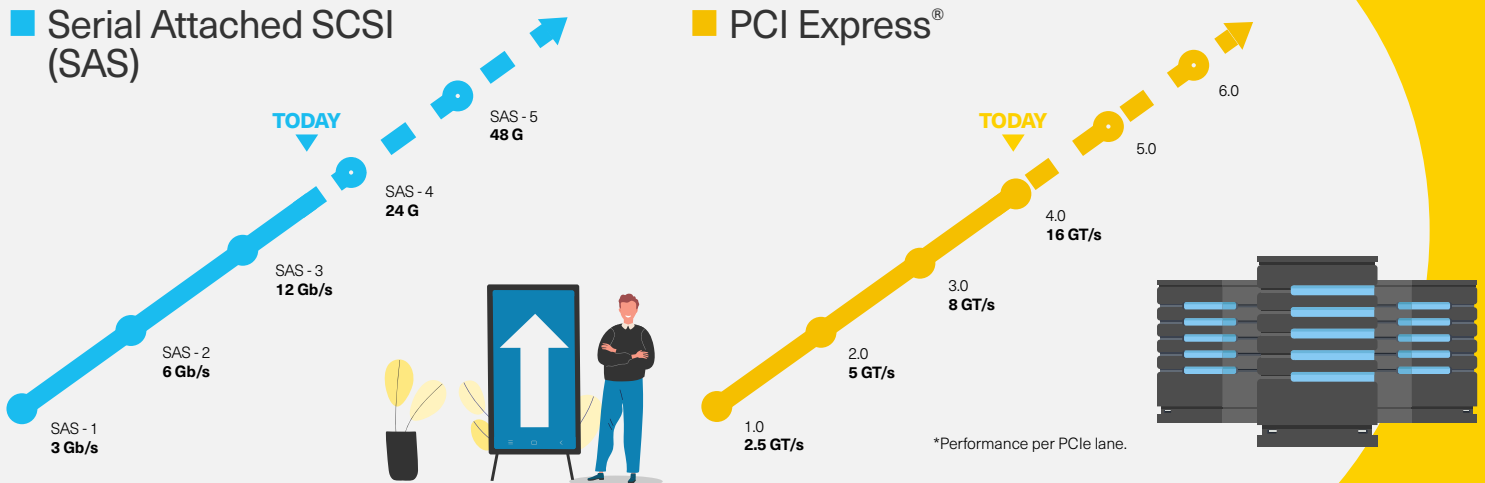 Serial Attached SCSI
(SAS)
TODAY
SAS - 5
48 G
SAS - 4
24 G
SAS - 3
12 Gb/s
SAS - 2
6 Gb/s
SAS - 1
3 Gb/s
PCI Express®
TODAY
6.0
5.0
4.0
16 GT/s
3.0
8 GT/s
2.0
5 GT/s
1.0
2.5 GT/s
*Performance per PCIe lane.